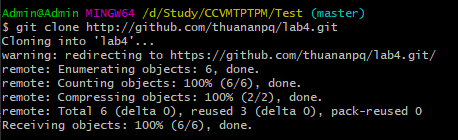 Admin@Admin MINGW64 /d/Study/CCVMTPTPM/Test (master)
$ git clone http://github.com/thuananpq/lab4.git
Cloning into 'lab4'...
warning: redirecting to https://github.com/thuananpq/lab4.git/
remote: Enumerating objects: 6, done.
remote: Counting objects: 100% (6/6), done.
remote: Compressing objects: 100% (2/2), done.
remote: Total 6 (delta 0), reused 3 (delta 0), pack-reused 0
Receiving objects: 100% (6/6), done.